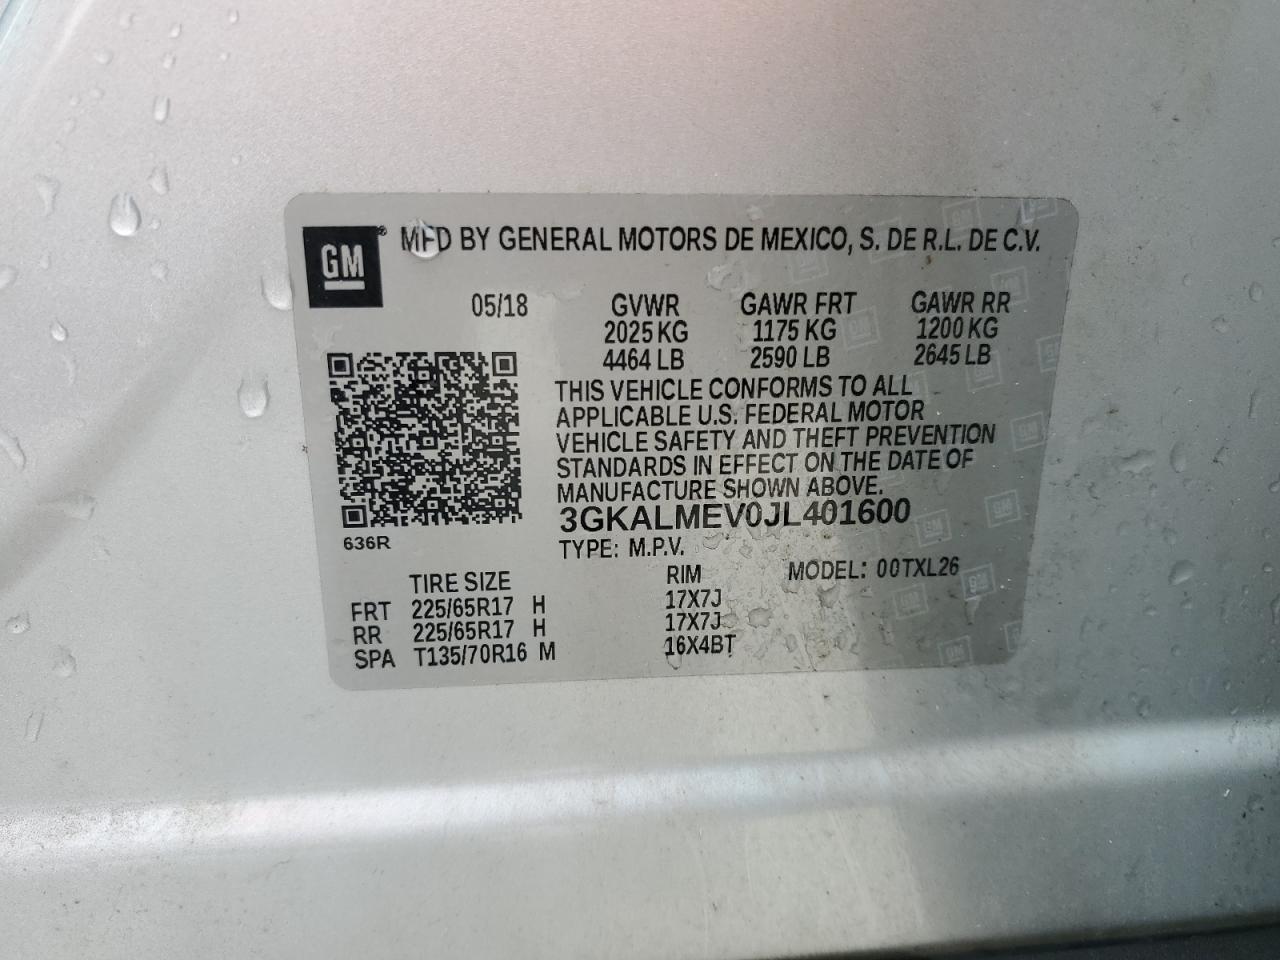 GM® MFD BY GENERAL MOTORS DE MEXICO, S. DE R.L. DE C.V.
05/18 GVWR GAWR FRT GAWR RR
2025 KG 1175 KG 1200 KG
4464 LB 2590 LB 2645 LB
THIS VEHICLE CONFORMS TO ALL
APPLICABLE U.S. FEDERAL MOTOR
VEHICLE SAFETY AND THEFT PREVENTION
STANDARDS IN EFFECT ON THE DATE OF
MANUFACTURE SHOWN ABOVE.
3GKALMEV0JL401600
636R
TYPE: M.P.V.
MODEL: 00TXL26
TIRE SIZE RIM
FRT 225/65R17 H 17X7J
RR 225/65R17 H 17X7J
SPA T135/70R16 M 16X4BT